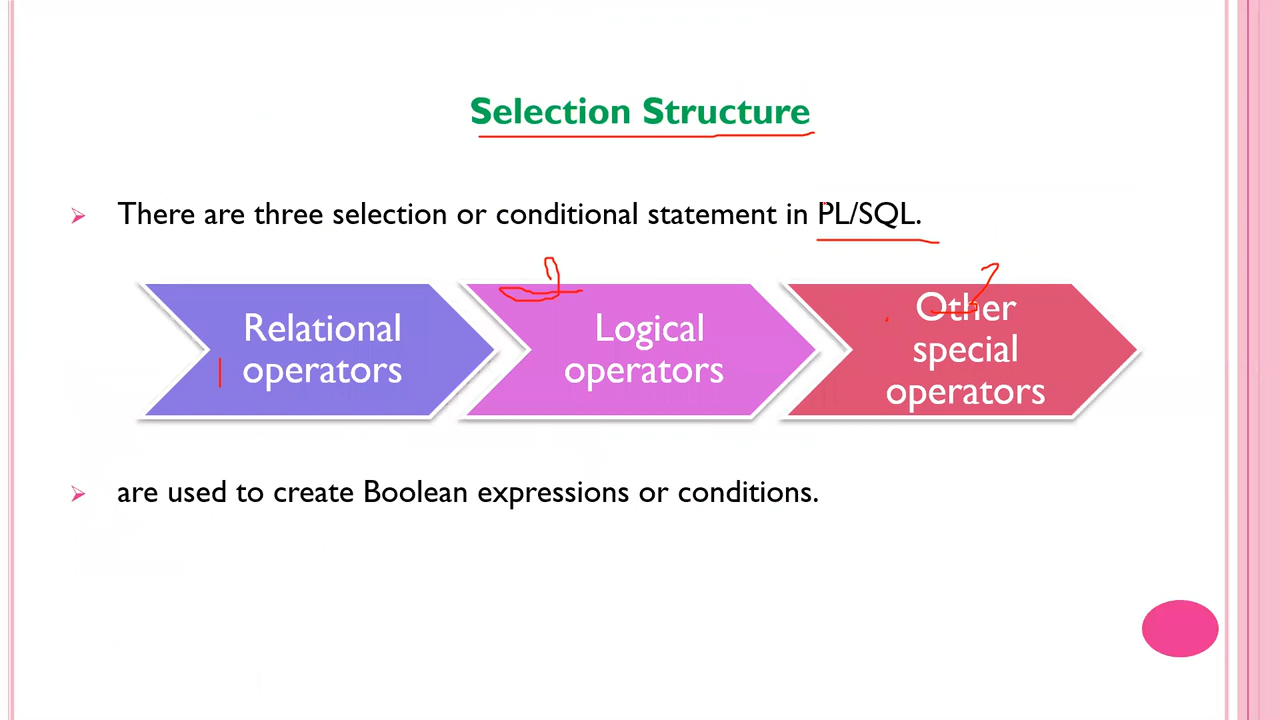 Selection Structure
There are three selection or conditional statement in PL/SQL.
Relational
operators
Logical
operators
Other
special
operators
are used to create Boolean expressions or conditions.